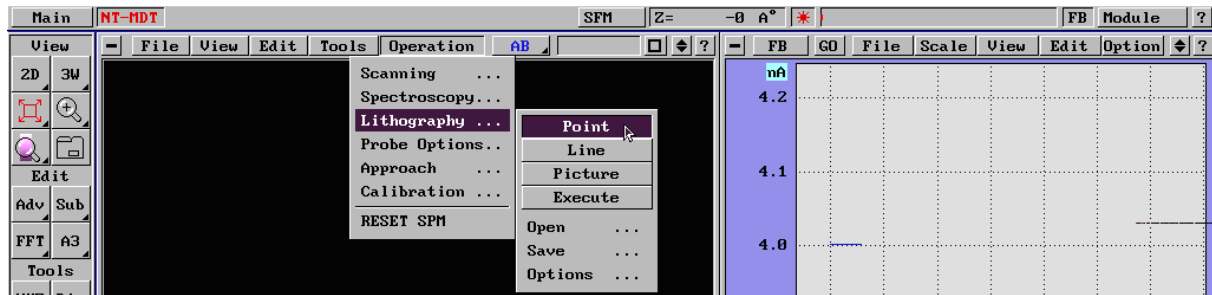 Main NT-MDT SFM Z= -0 A° FB Module ?
View - File View Edit Tools Operation AB ? - FB GO File Scale View Edit Option ?
2D 3W
Edit
Adv Sub
FFT A3
Tools
Scanning ...
Spectroscopy...
Lithography ...
Probe Options..
Approach ...
Calibration ...
RESET SPM
Point
Line
Picture
Execute
Open ...
Save ...
Options ...
nA
4.2
4.1
4.0